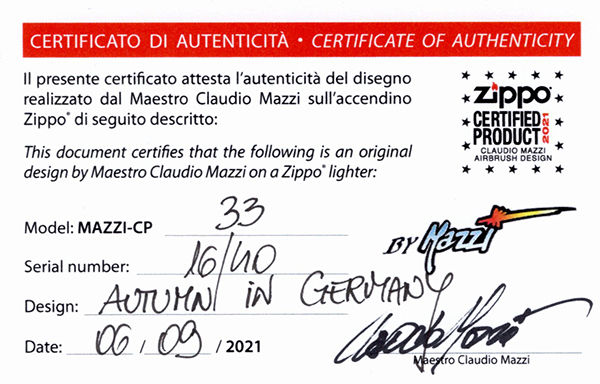 CERTIFICATO DI AUTENTICITÀ • CERTIFICATE OF AUTHENTICITY
Il presente certificato attesta l'autenticità del disegno
realizzato dal Maestro Claudio Mazzi sull'accendino
Zippo® di seguito descritto:
This document certifies that the following is an original
design by Maestro Claudio Mazzi on a Zippo® lighter:
zippo®
CERTIFIED
PRODUCT 2021
CLAUDIO MAZZI
AIRBRUSH DESIGN
Model: MAZZI-CP 33
Serial number: 16/40
Design: AUTUMN IN GERMANY
Date: 06 / 09 / 2021
BY Mazzi
Maestro Claudio Mazzi